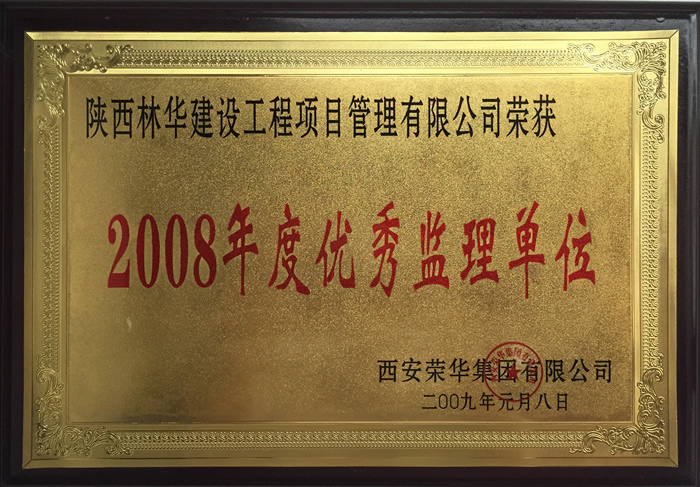 陕西林华建设工程项目管理有限公司荣获
2008年度优秀监理单位
西安荣华集团有限公司
二00九年元月八日